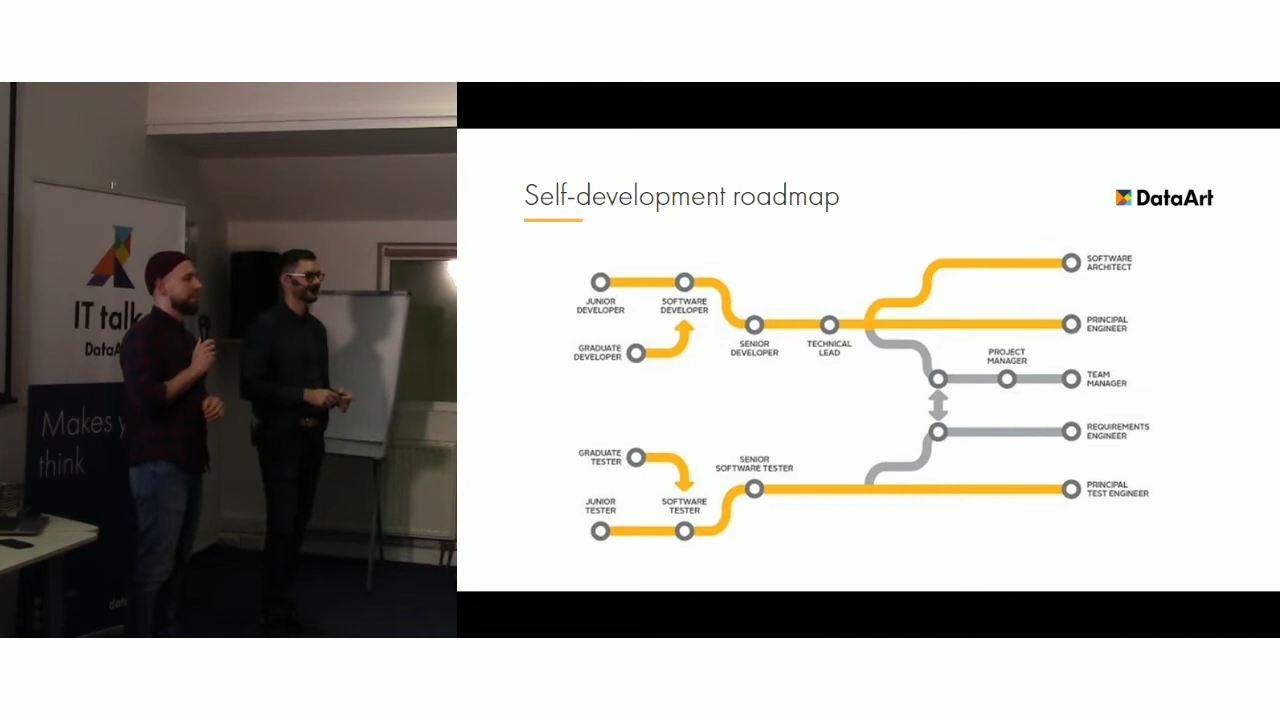 IT talk
DataA
Makes y
think
data
Self-development roadmap
DataArt
SOFTWARE
ARCHITECT
JUNIOR
DEVELOPER
SOFTWARE
DEVELOPER
PRINCIPAL
ENGINEER
GRADUATE
DEVELOPER
SENIOR
DEVELOPER
TECHNICAL
LEAD
PROJECT
MANAGER
TEAM
MANAGER
REQUIREMENTS
ENGINEER
GRADUATE
TESTER
SENIOR
SOFTWARE TESTER
JUNIOR
TESTER
SOFTWARE
TESTER
PRINCIPAL
TEST ENGINEER